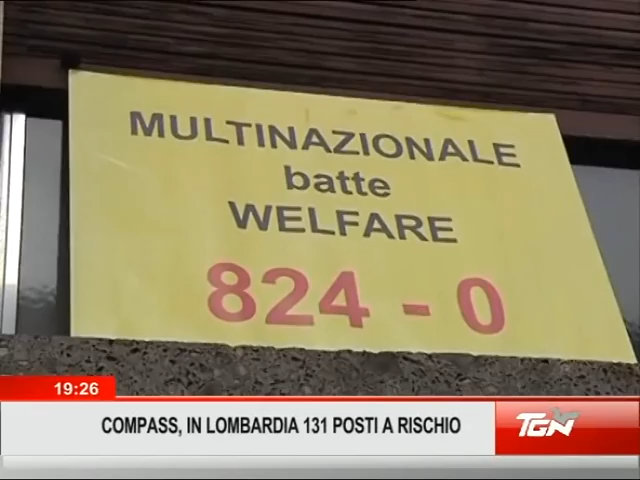 MULTINAZIONALE
batte
WELFARE
824 - 0
19:26
COMPASS, IN LOMBARDIA 131 POSTI A RISCHIO
TGN